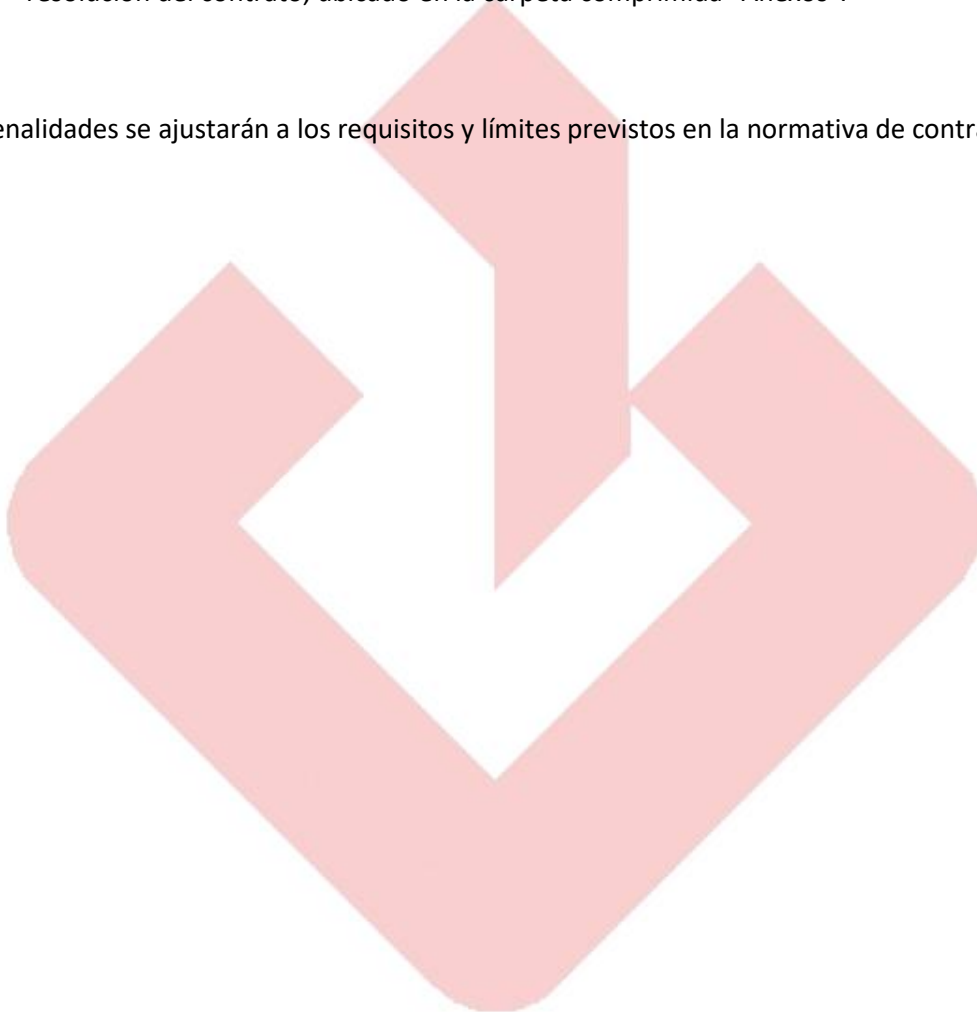 resolución del contrato, ubicado en la carpeta comprimida "Anexos".
enalidades se ajustarán a los requisitos y límites previstos en la normativa de contra